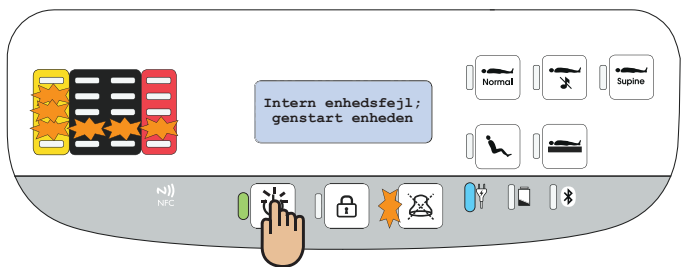 Intern enhedsfejl;
genstart enheden
Normal
Supine
NFC